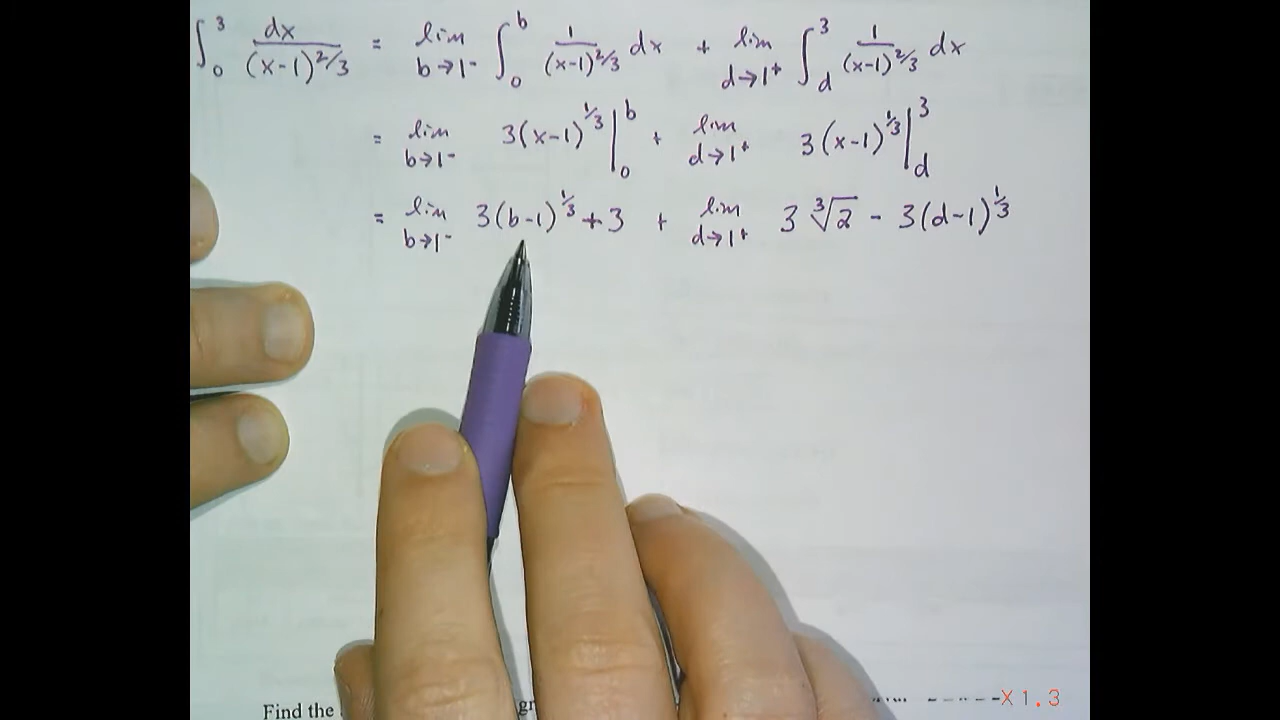 ∫₀³ dx/(x-1)^(2/3) = lim b→1⁻ ∫₀ᵇ 1/(x-1)^(2/3) dx + lim d→1⁺ ∫_d³ 1/(x-1)^(2/3) dx
= lim b→1⁻ 3(x-1)^(1/3) |₀ᵇ + lim d→1⁺ 3(x-1)^(1/3) |_d³
= lim b→1⁻ 3(b-1)^(1/3) + 3 + lim d→1⁺ 3 ∛2 - 3(d-1)^(1/3)
Find the
X1.3